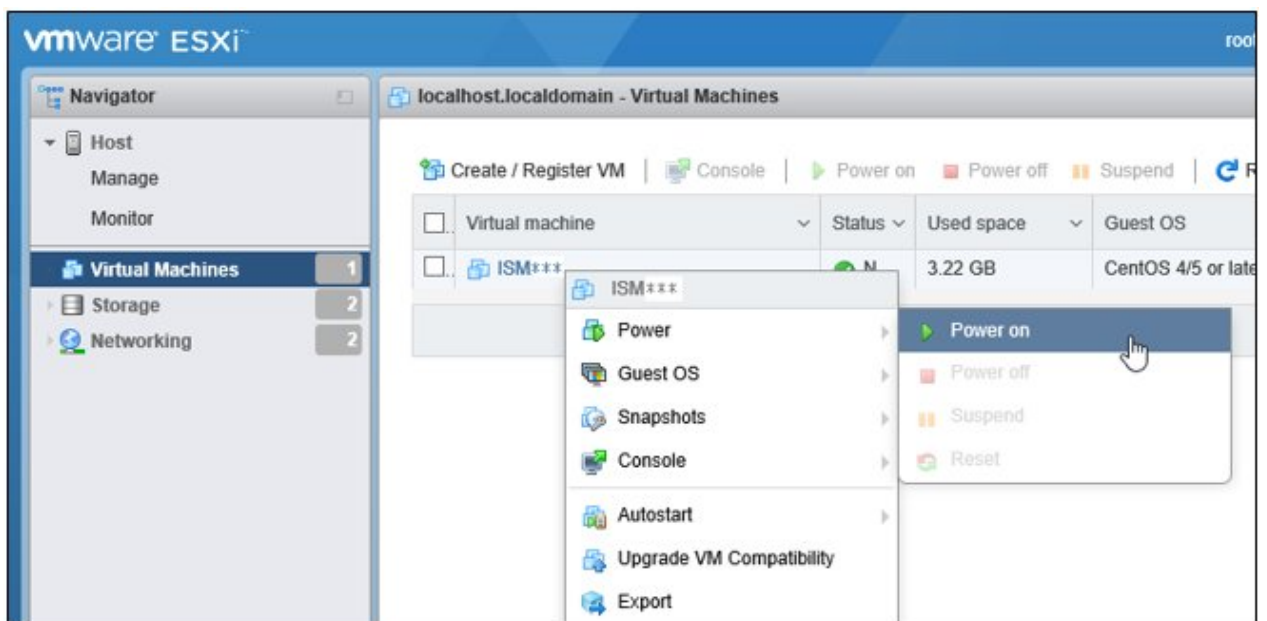 vmware ESXi™
root
Navigator
localhost.localdomain - Virtual Machines
Host
Manage
Monitor
Virtual Machines 1
Storage 2
Networking 2
Create / Register VM | Console | Power on Power off Suspend | R
Virtual machine Status Used space Guest OS
ISM*** N 3.22 GB CentOS 4/5 or late
ISM***
Power
Guest OS
Snapshots
Console
Autostart
Upgrade VM Compatibility
Export
Power on
Power off
Suspend
Reset